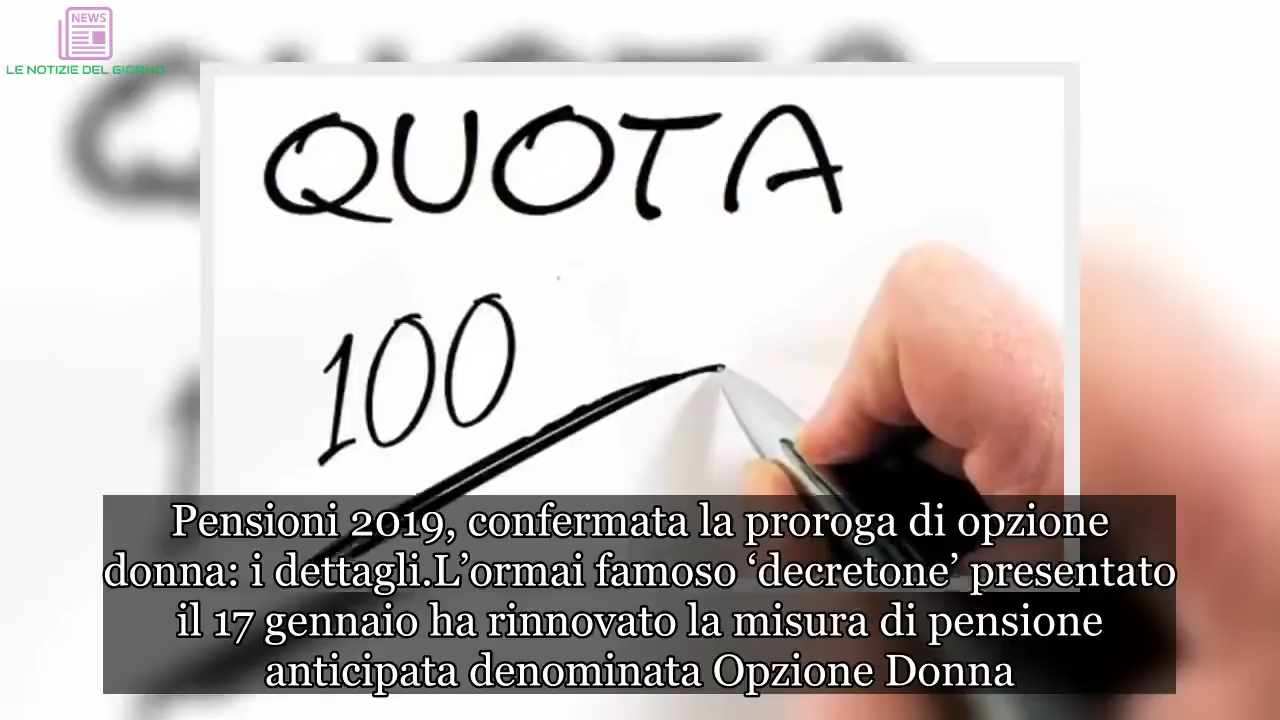 NEWS
LE NOTIZIE DEL GIORNO
QUOTA
100
Pensioni 2019, confermata la proroga di opzione
donna: i dettagli.L’ormai famoso ‘decretone’ presentato
il 17 gennaio ha rinnovato la misura di pensione
anticipata denominata Opzione Donna